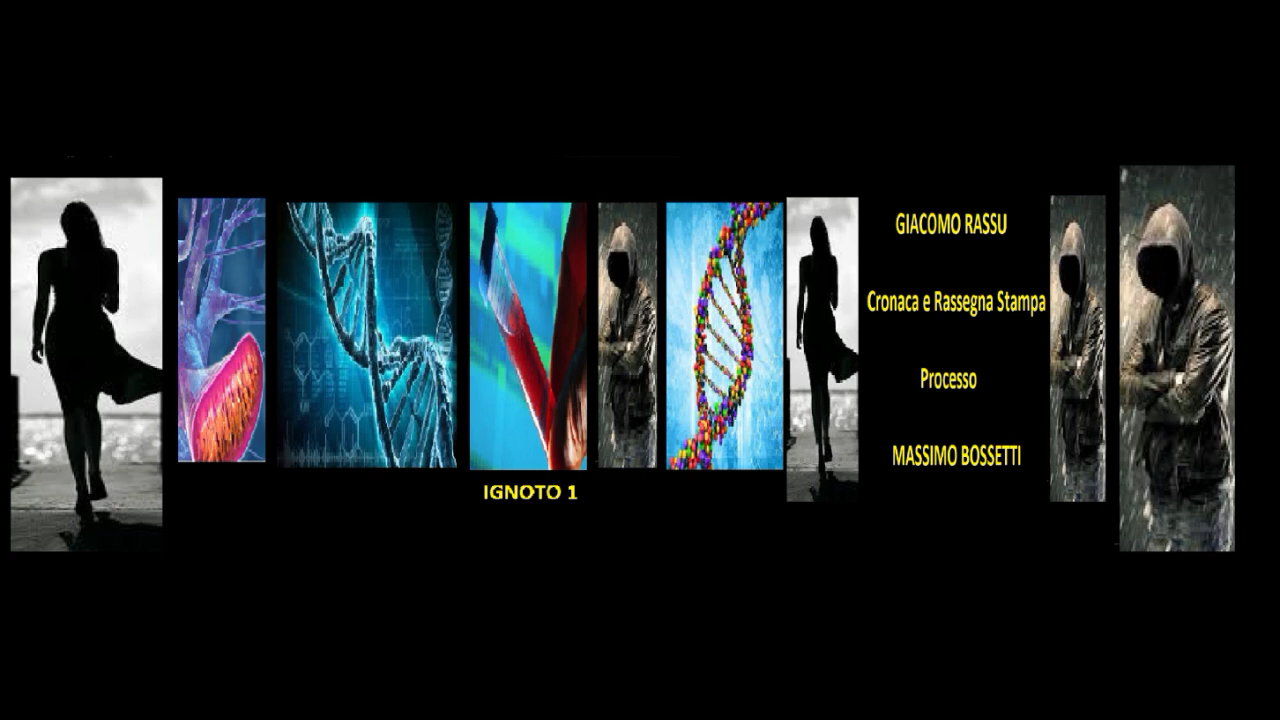 GIACOMO RASSU
Cronaca e Rassegna Stampa
Processo
MASSIMO BOSSETTI
IGNOTO 1